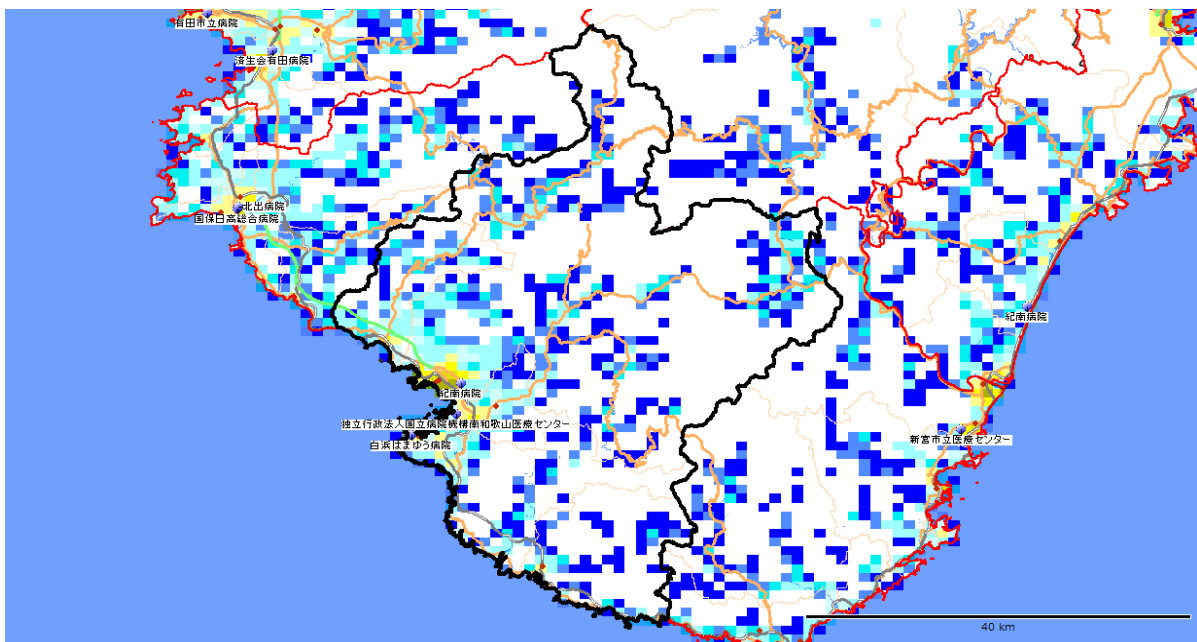 有田市立病院
済生会有田病院
北出病院
国保日高総合病院
紀南病院
紀南病院
独立行政法人国立病院機構南和歌山医療センター
白浜はまゆう病院
新宮市立医療センター
40 km